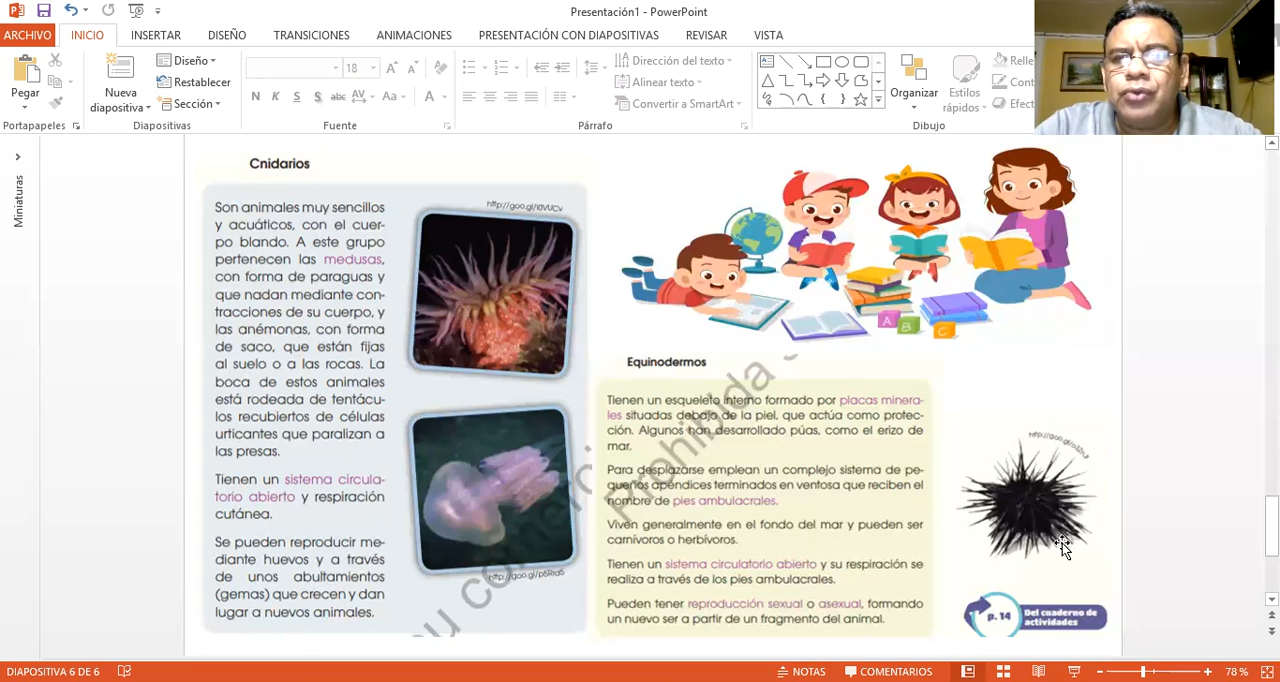 Presentación1 - PowerPoint
ARCHIVO
INICIO
INSERTAR
DISEÑO
TRANSICIONES
ANIMACIONES
PRESENTACIÓN CON DIAPOSITIVAS
REVISAR
VISTA
Pegar
Nueva
diapositiva
Diseño
Restablecer
Sección
18
N K S S abc AV Aa A
Dirección del texto
Alinear texto
Convertir a SmartArt
Organizar
Estilos
rápidos
Relle
Cont
Efect
Portapapeles
Diapositivas
Fuente
Párrafo
Dibujo
Miniaturas
Cnidarios
Son animales muy sencillos
y acuáticos, con el cuer-
po blando. A este grupo
pertenecen las medusas,
con forma de paraguas y
que nadan mediante con-
tracciones de su cuerpo, y
las anémonas, con forma
de saco, que están fijas
al suelo o a las rocas. La
boca de estos animales
está rodeada de tentácu-
los recubiertos de células
urticantes que paralizan a
las presas.
Tienen un sistema circula-
torio abierto y respiración
cutánea.
Se pueden reproducir me-
diante huevos y a través
de unos abultamientos
(gemas) que crecen y dan
lugar a nuevos animales.
A
B
C
Equinodermos
Tienen un esqueleto interno formado por placas minera-
les situadas debajo de la piel, que actúa como protec-
ción. Algunos han desarrollado púas, como el erizo de
mar.
Para desplazarse emplean un complejo sistema de pe-
queños apéndices terminados en ventosa que reciben el
nombre de pies ambulacrales.
Viven generalmente en el fondo del mar y pueden ser
carnívoros o herbívoros.
Tienen un sistema circulatorio abierto y su respiración se
realiza a través de los pies ambulacrales.
Pueden tener reproducción sexual o asexual, formando
un nuevo ser a partir de un fragmento del animal.
Prohibida
p. 14
Del cuaderno de
actividades
DIAPOSITIVA 6 DE 6
NOTAS
COMENTARIOS
78 %